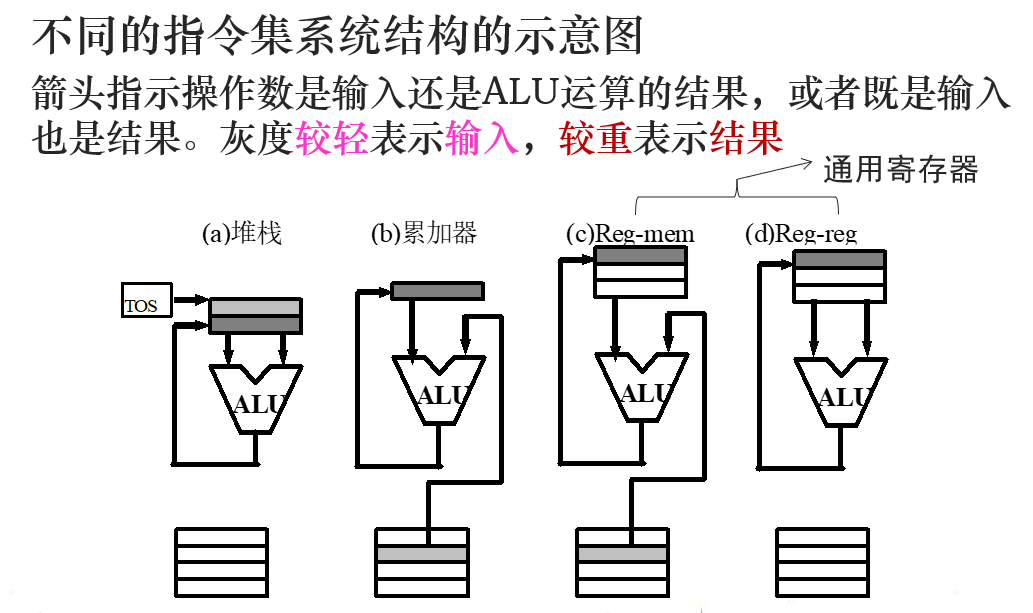 不同的指令集系统结构的示意图
箭头指示操作数是输入还是ALU运算的结果，或者既是输入
也是结果。灰度较轻表示输入，较重表示结果
通用寄存器
(a)堆栈
(b)累加器
(c)Reg-mem
(d)Reg-reg
TOS
ALU
ALU
ALU
ALU